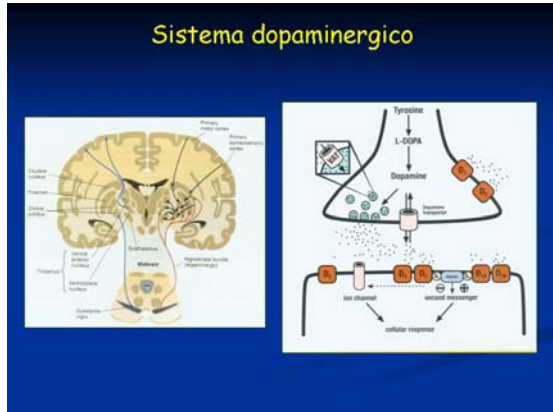 Sistema dopaminergico
Primary
motor cortex
Primary
somatosensory
cortex
Caudate
nucleus
Putamen
Globus
pallidus
Subthalamus
Thalamus
Ventral
anterior
nucleus
Ventrolateral
nucleus
Midbrain
Nigrostriatal bundle
(dopaminergic)
Substantia
nigra
Tyrosine
L-DOPA
VAT
Dopamine
Dopamine
transporter
ion channel
second messenger
cellular response